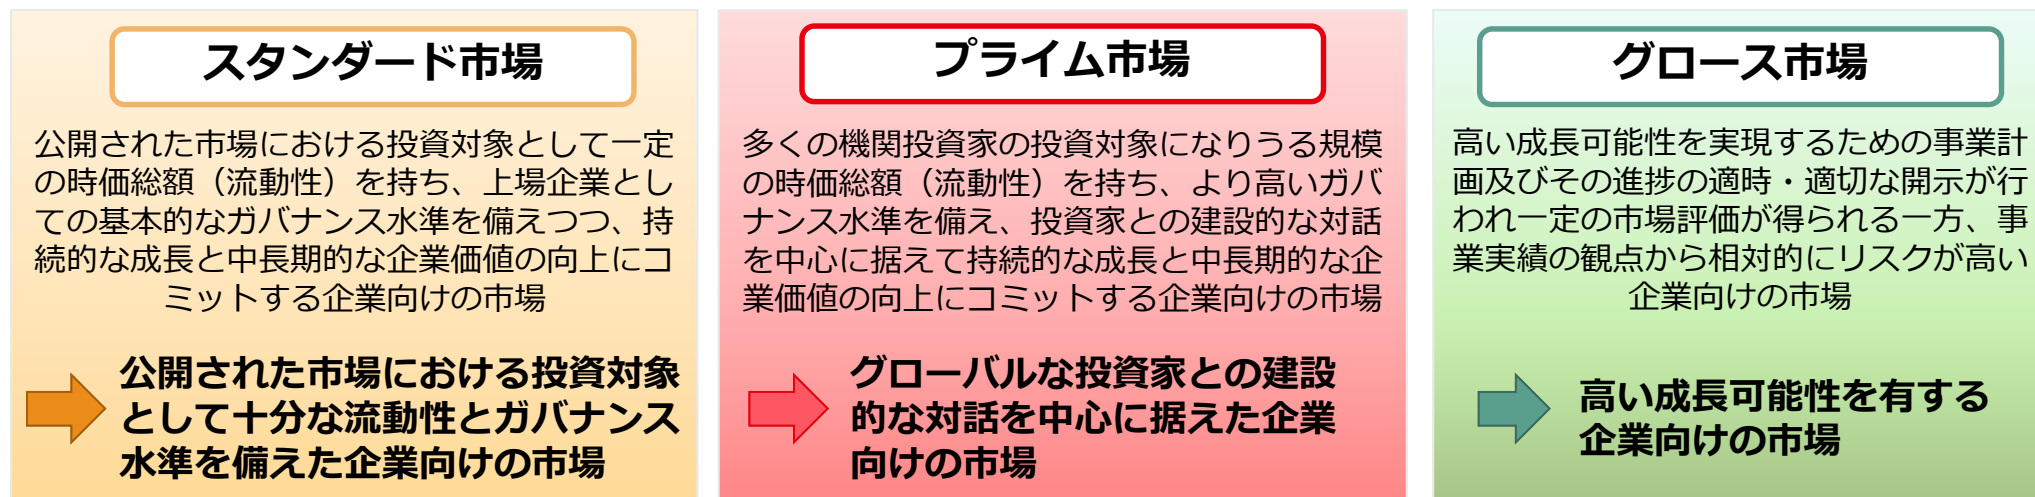 スタンダード市場
公開された市場における投資対象として一定
の時価総額（流動性）を持ち、上場企業とし
ての基本的なガバナンス水準を備えつつ、持
続的な成長と中長期的な企業価値の向上にコ
ミットする企業向けの市場
公開された市場における投資対象
として十分な流動性とガバナンス
水準を備えた企業向けの市場
プライム市場
多くの機関投資家の投資対象になりうる規模
の時価総額（流動性）を持ち、より高いガバ
ナンス水準を備え、投資家との建設的な対話
を中心に据えて持続的な成長と中長期的な企
業価値の向上にコミットする企業向けの市場
グローバルな投資家との建設
的な対話を中心に据えた企業
向けの市場
グロース市場
高い成長可能性を実現するための事業計
画及びその進捗の適時・適切な開示が行
われ一定の市場評価が得られる一方、事
業実績の観点から相対的にリスクが高い
企業向けの市場
高い成長可能性を有する
企業向けの市場